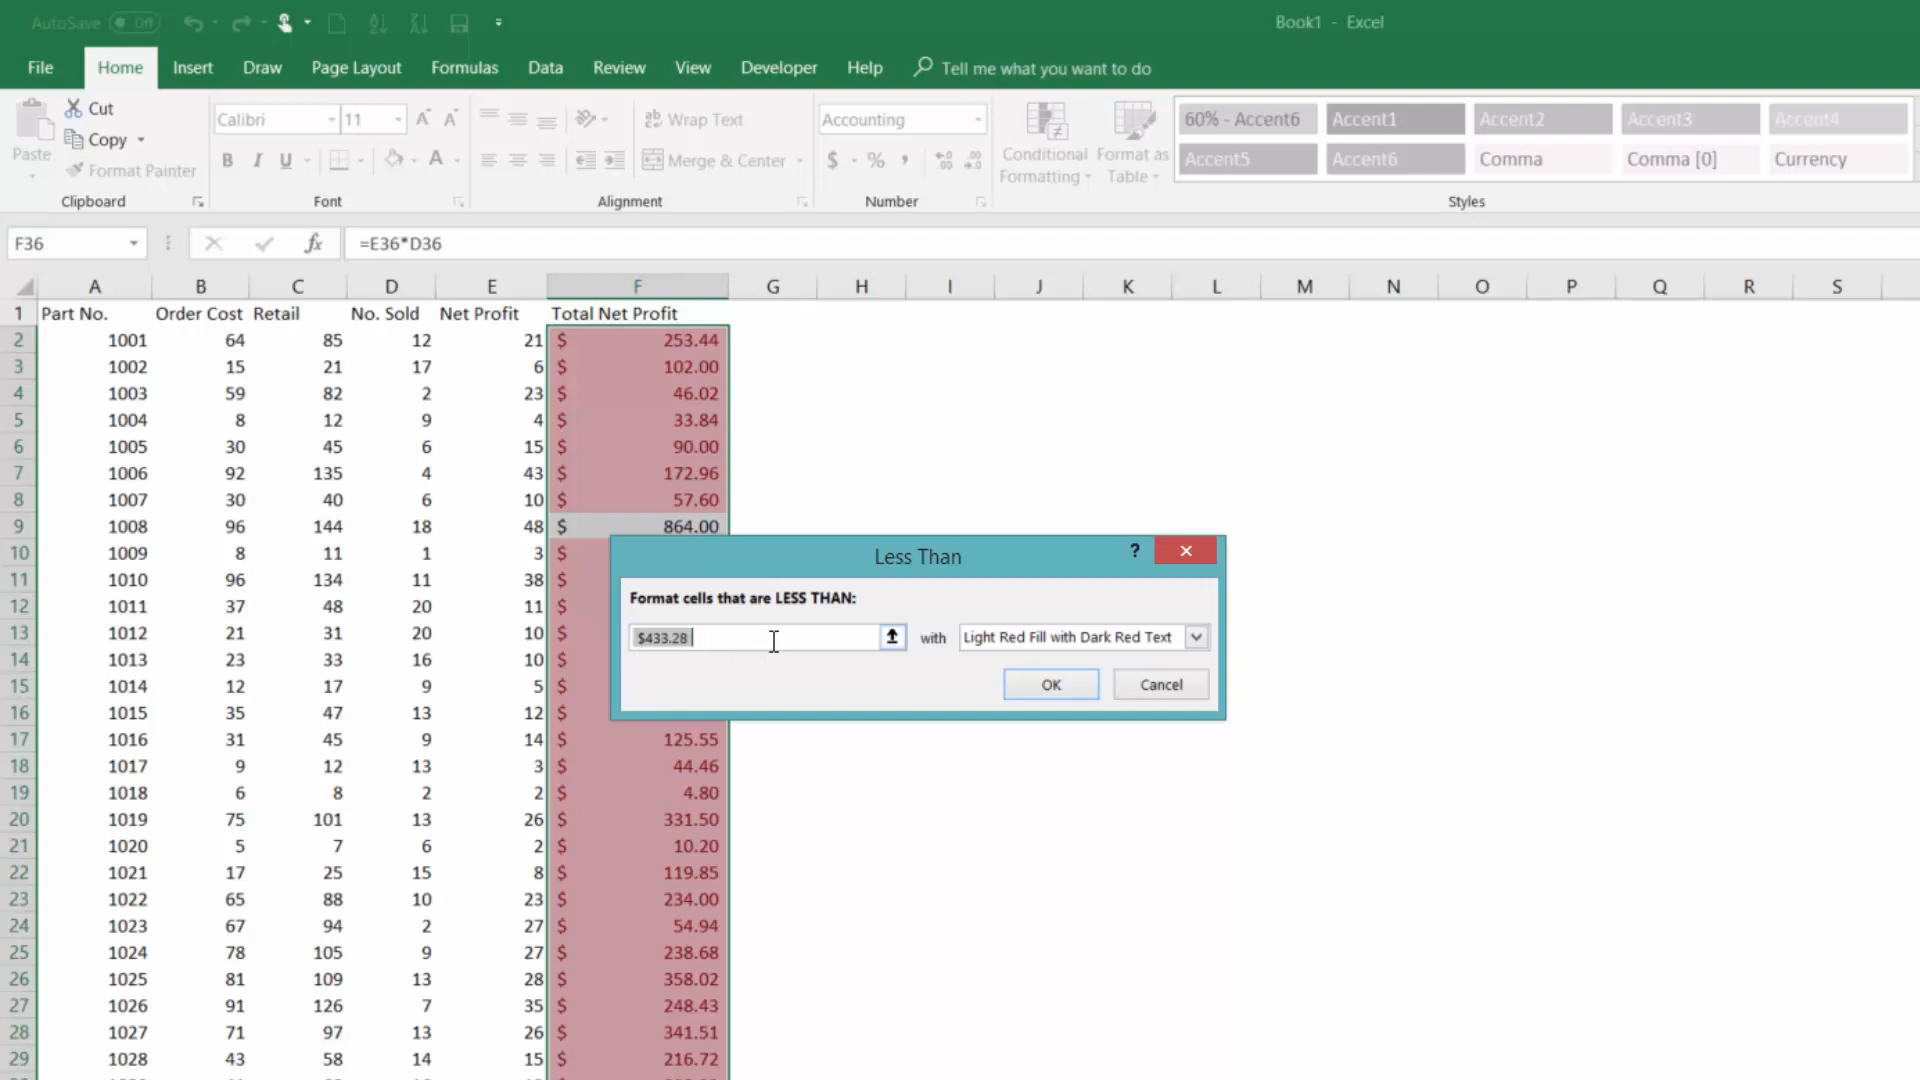 AutoSave Off
Book1 - Excel
File Home Insert Draw Page Layout Formulas Data Review View Developer Help Tell me what you want to do
Paste
Cut
Copy
Format Painter
Clipboard
Calibri 11
B I U A
Font
Wrap Text
Merge & Center
Alignment
Accounting
$ % ,
Number
Conditional Formatting
Format as Table
60% - Accent6 Accent1 Accent2 Accent3 Accent4
Accent5 Accent6 Comma Comma [0] Currency
Styles
F36 fx =E36*D36
A B C D E F G H I J K L M N O P Q R S
1 Part No. Order Cost Retail No. Sold Net Profit Total Net Profit
2 1001 64 85 12 21 $ 253.44
3 1002 15 21 17 6 $ 102.00
4 1003 59 82 2 23 $ 46.02
5 1004 8 12 9 4 $ 33.84
6 1005 30 45 6 15 $ 90.00
7 1006 92 135 4 43 $ 172.96
8 1007 30 40 6 10 $ 57.60
9 1008 96 144 18 48 $ 864.00
10 1009 8 11 1 3 $
11 1010 96 134 11 38 $
12 1011 37 48 20 11 $
13 1012 21 31 20 10 $
14 1013 23 33 16 10 $
15 1014 12 17 9 5 $
16 1015 35 47 13 12 $
17 1016 31 45 9 14 $ 125.55
18 1017 9 12 13 3 $ 44.46
19 1018 6 8 2 2 $ 4.80
20 1019 75 101 13 26 $ 331.50
21 1020 5 7 6 2 $ 10.20
22 1021 17 25 15 8 $ 119.85
23 1022 65 88 10 23 $ 234.00
24 1023 67 94 2 27 $ 54.94
25 1024 78 105 9 27 $ 238.68
26 1025 81 109 13 28 $ 358.02
27 1026 91 126 7 35 $ 248.43
28 1027 71 97 13 26 $ 341.51
29 1028 43 58 14 15 $ 216.72
Less Than
?
Format cells that are LESS THAN:
$433.28 with Light Red Fill with Dark Red Text
OK Cancel